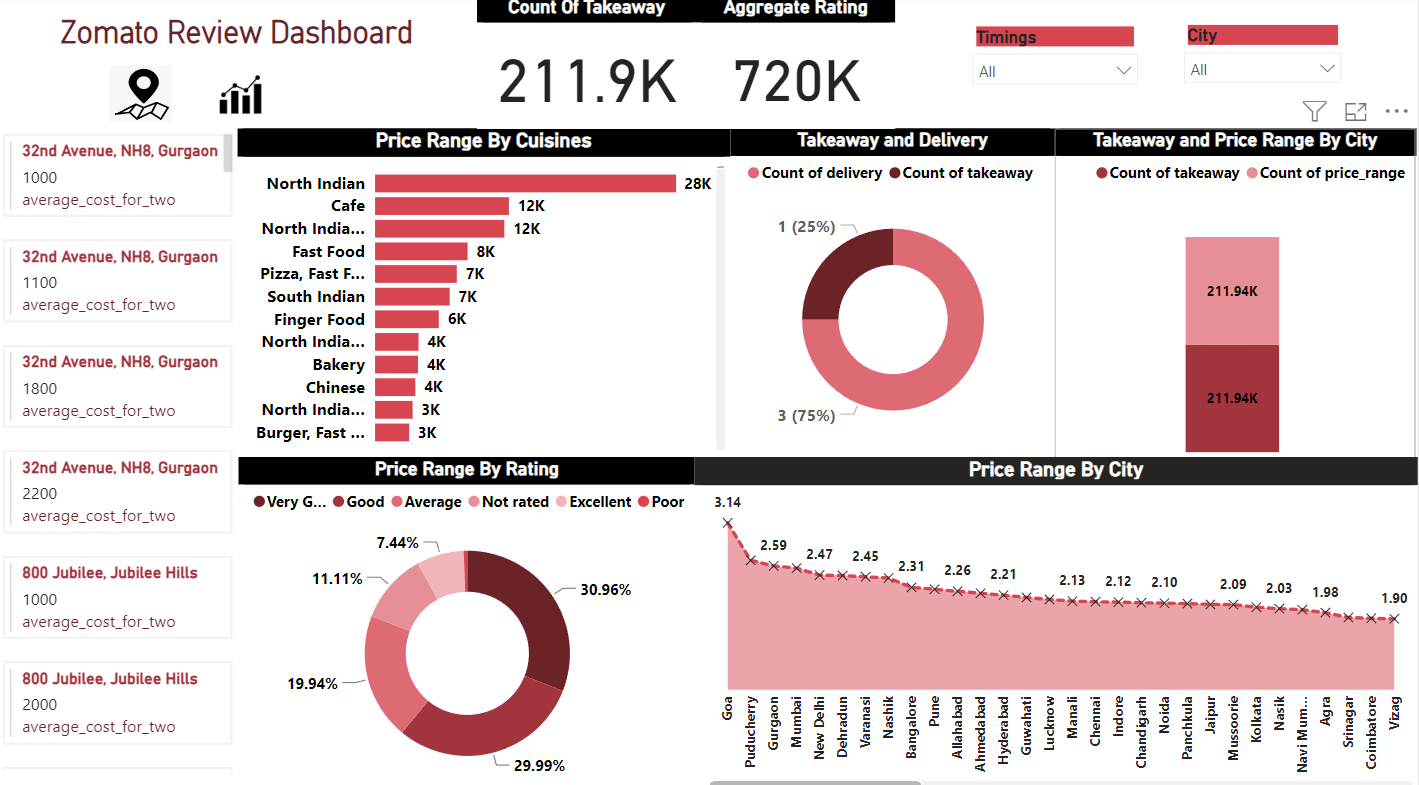 Zomato Review Dashboard
Count Of Takeaway
211.9K
Aggregate Rating
720K
Timings
All
City
All
32nd Avenue, NH8, Gurgaon
1000
average_cost_for_two
32nd Avenue, NH8, Gurgaon
1100
average_cost_for_two
32nd Avenue, NH8, Gurgaon
1800
average_cost_for_two
32nd Avenue, NH8, Gurgaon
2200
average_cost_for_two
800 Jubilee, Jubilee Hills
1000
average_cost_for_two
800 Jubilee, Jubilee Hills
2000
average_cost_for_two
Price Range By Cuisines
North Indian 28K
Cafe 12K
North India... 12K
Fast Food 8K
Pizza, Fast F... 7K
South Indian 7K
Finger Food 6K
North India... 4K
Bakery 4K
Chinese 4K
North India... 3K
Burger, Fast ... 3K
Takeaway and Delivery
Count of delivery Count of takeaway
1 (25%)
3 (75%)
Takeaway and Price Range By City
Count of takeaway Count of price_range
211.94K
211.94K
Price Range By Rating
Very G... Good Average Not rated Excellent Poor
7.44%
11.11%
30.96%
19.94%
29.99%
Price Range By City
3.14
2.59
2.47
2.45
2.31
2.26
2.21
2.13
2.12
2.10
2.09
2.03
1.98
1.90
Goa
Puducherry
Gurgaon
Mumbai
New Delhi
Dehradun
Varanasi
Nashik
Bangalore
Pune
Allahabad
Ahmedabad
Hyderabad
Guwahati
Lucknow
Manali
Chennai
Indore
Chandigarh
Noida
Panchkula
Jaipur
Mussoorie
Kolkata
Nasik
Navi Mum...
Agra
Srinagar
Coimbatore
Vizag